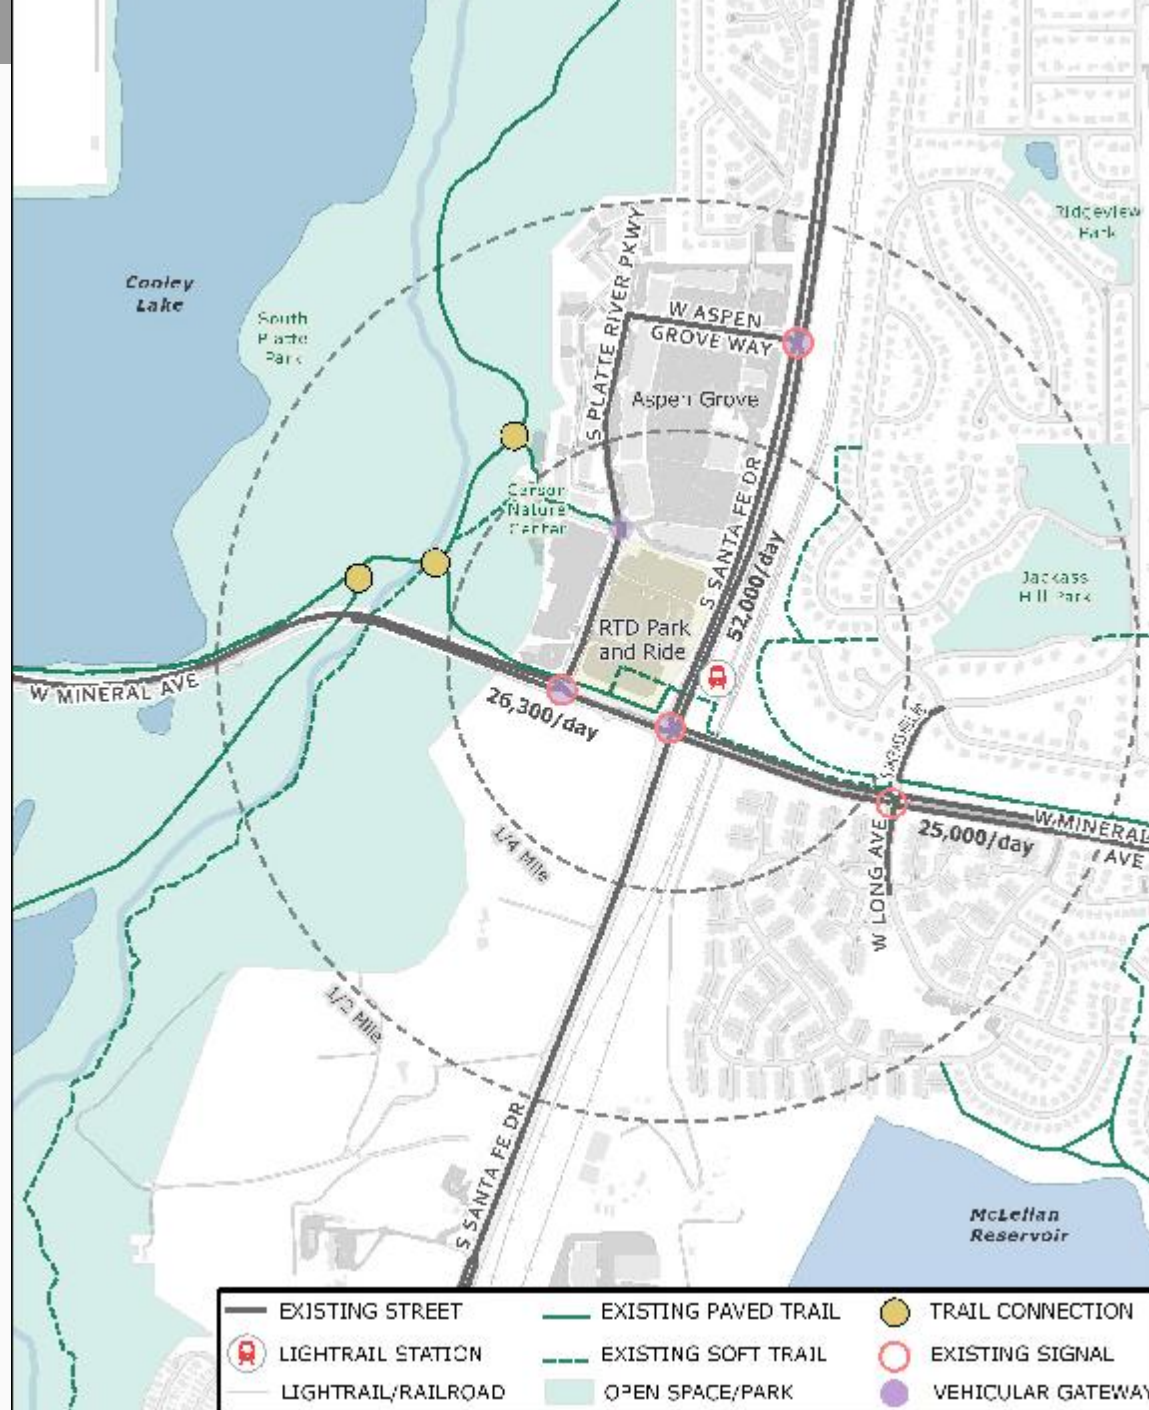 Ridgeview
Park
S PLATTE RIVER PKWY
Cooley
Lake
South
Platte
Park
W ASPEN
GROVE WAY
Aspen Grove
Carson
Nature
Center
S SANTA FE DR
52,000/day
Jackass
Hill Park
RTD Park
and Ride
W MINERAL AVE
26,300/day
W MINERAL
AVE
25,000/day
1/4 Mile
W LONG AVE
1/2 Mile
S SANTA FE DR
McLellan
Reservoir
EXISTING STREET
EXISTING PAVED TRAIL
TRAIL CONNECTION
LIGHTRAIL STATION
EXISTING SOFT TRAIL
EXISTING SIGNAL
LIGHTRAIL/RAILROAD
OPEN SPACE/PARK
VEHICULAR GATEWAY